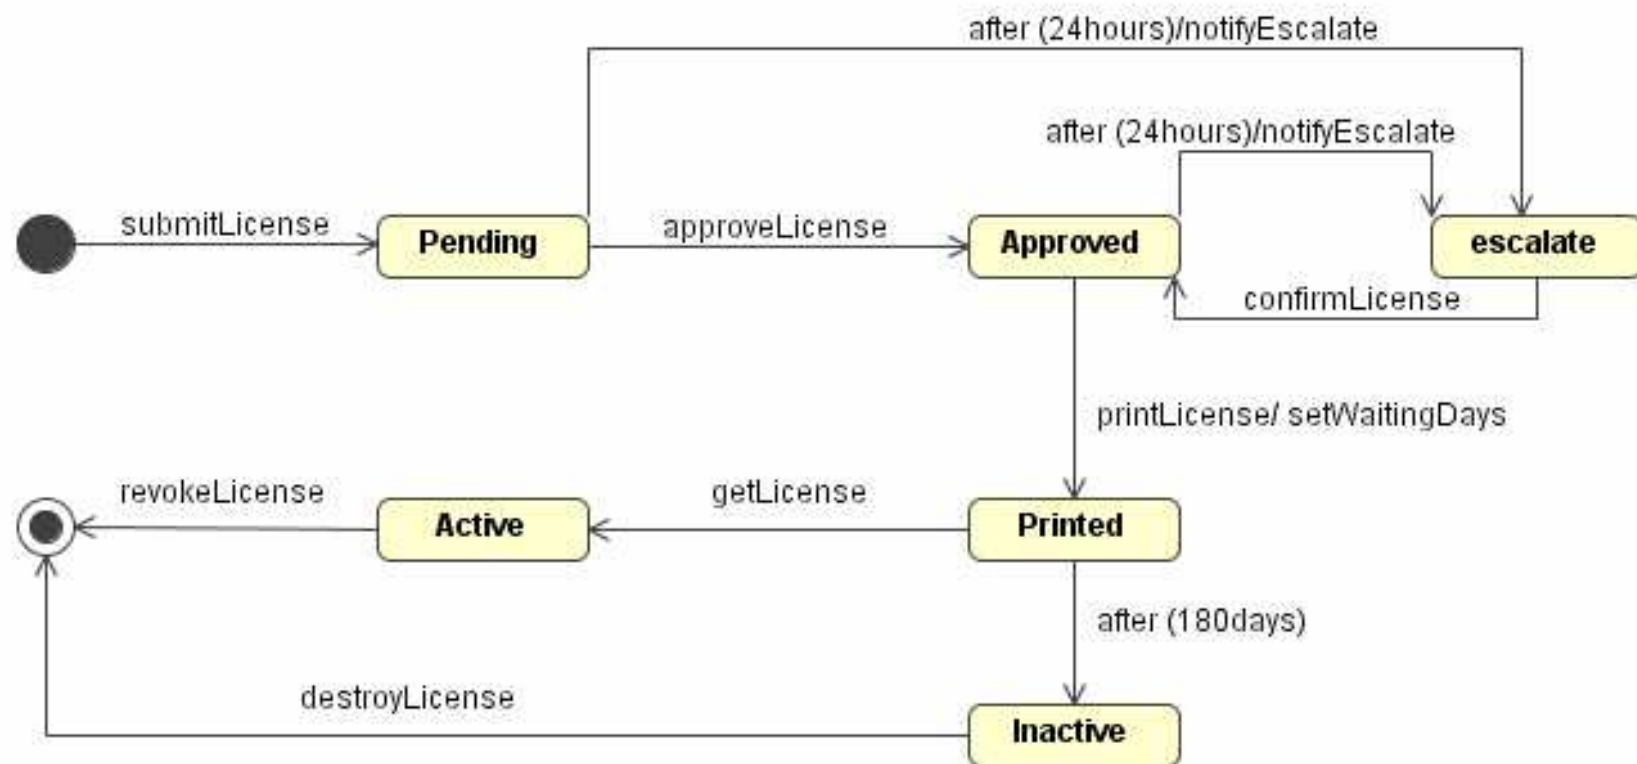 after (24hours)/notifyEscalate
after (24hours)/notifyEscalate
submitLicense
Pending
approveLicense
Approved
escalate
confirmLicense
printLicense/ setWaitingDays
revokeLicense
Active
getLicense
Printed
after (180days)
destroyLicense
Inactive